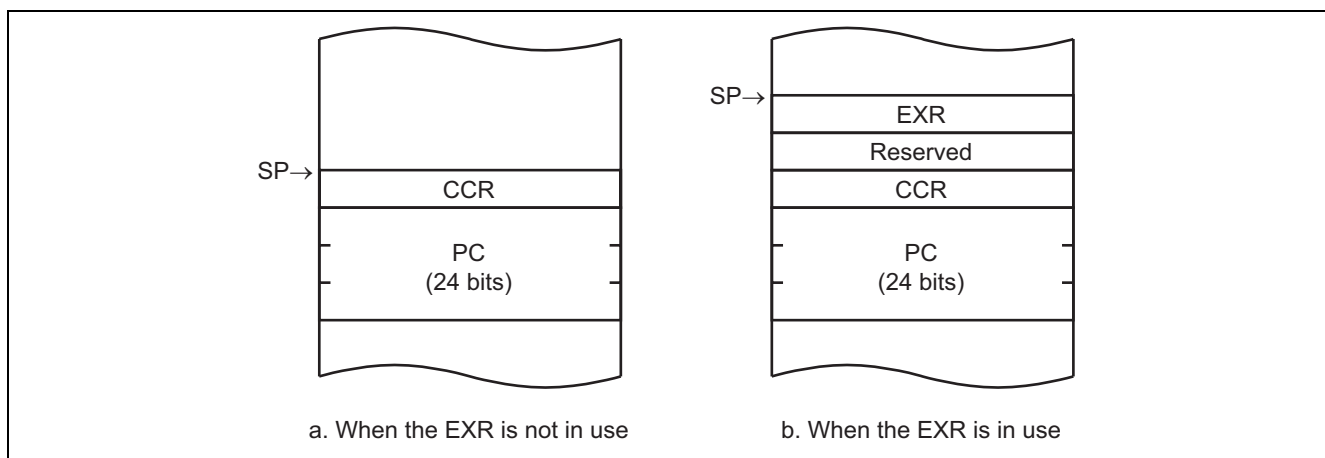 SP→
CCR
PC
(24 bits)
a. When the EXR is not in use
SP→
EXR
Reserved
CCR
PC
(24 bits)
b. When the EXR is in use